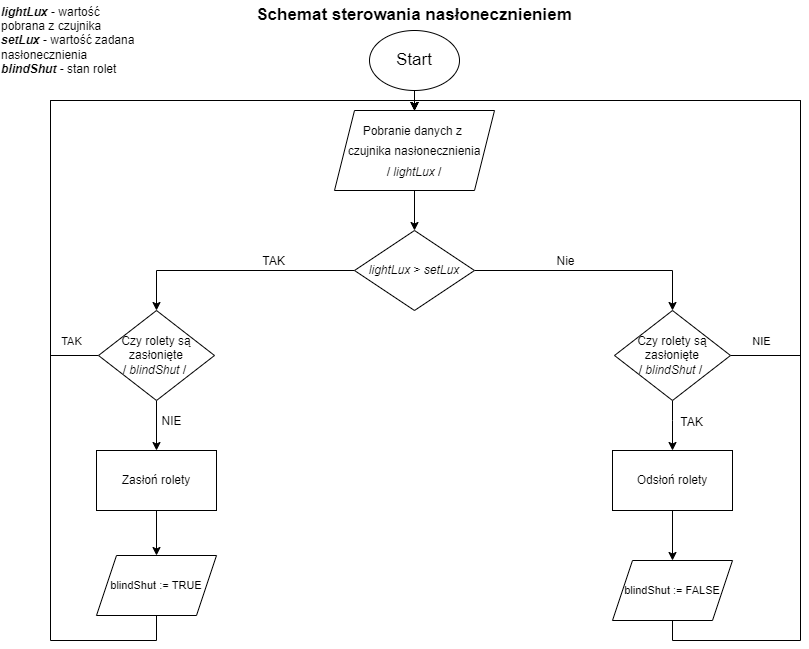 lightLux - wartość
pobrana z czujnika
setLux - wartość zadana
nasłonecznienia
blindShut - stan rolet
Schemat sterowania nasłonecznieniem
Start
Pobranie danych z
czujnika nasłonecznienia
/ lightLux /
lightLux > setLux
TAK
Nie
Czy rolety są
zasłonięte
/ blindShut /
TAK
NIE
Zasłoń rolety
blindShut := TRUE
Czy rolety są
zasłonięte
/ blindShut /
NIE
TAK
Odsłoń rolety
blindShut := FALSE